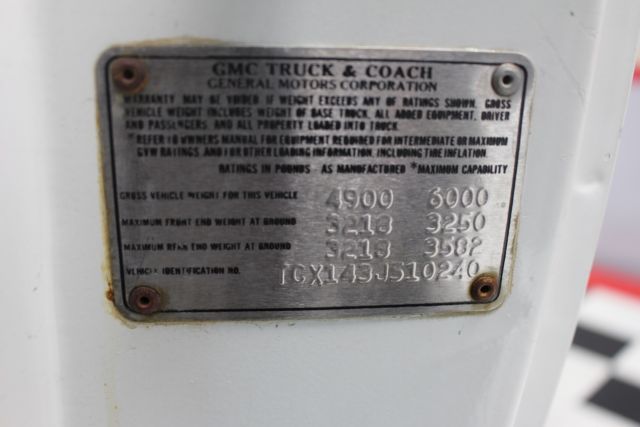 GMC TRUCK & COACH
GENERAL MOTORS CORPORATION
WARRANTY MAY BE VOIDED IF WEIGHT EXCEEDS ANY OF RATINGS SHOWN. GROSS
VEHICLE WEIGHT INCLUDES WEIGHT OF BASE TRUCK, ALL ADDED EQUIPMENT, DRIVER
AND PASSENGERS, AND ALL PROPERTY LOADED INTO TRUCK.
*REFER TO OWNERS MANUAL FOR EQUIPMENT REQUIRED FOR INTERMEDIATE OR MAXIMUM
GVW RATINGS AND FOR OTHER LOADING INFORMATION, INCLUDING TIRE INFLATION.
RATINGS IN POUNDS - AS MANUFACTURED *MAXIMUM CAPABILITY
GROSS VEHICLE WEIGHT FOR THIS VEHICLE 4900 6000
MAXIMUM FRONT END WEIGHT AT GROUND 3218 3250
MAXIMUM REAR END WEIGHT AT GROUND 3218 3582
VEHICLE IDENTIFICATION NO. TCX143J510240